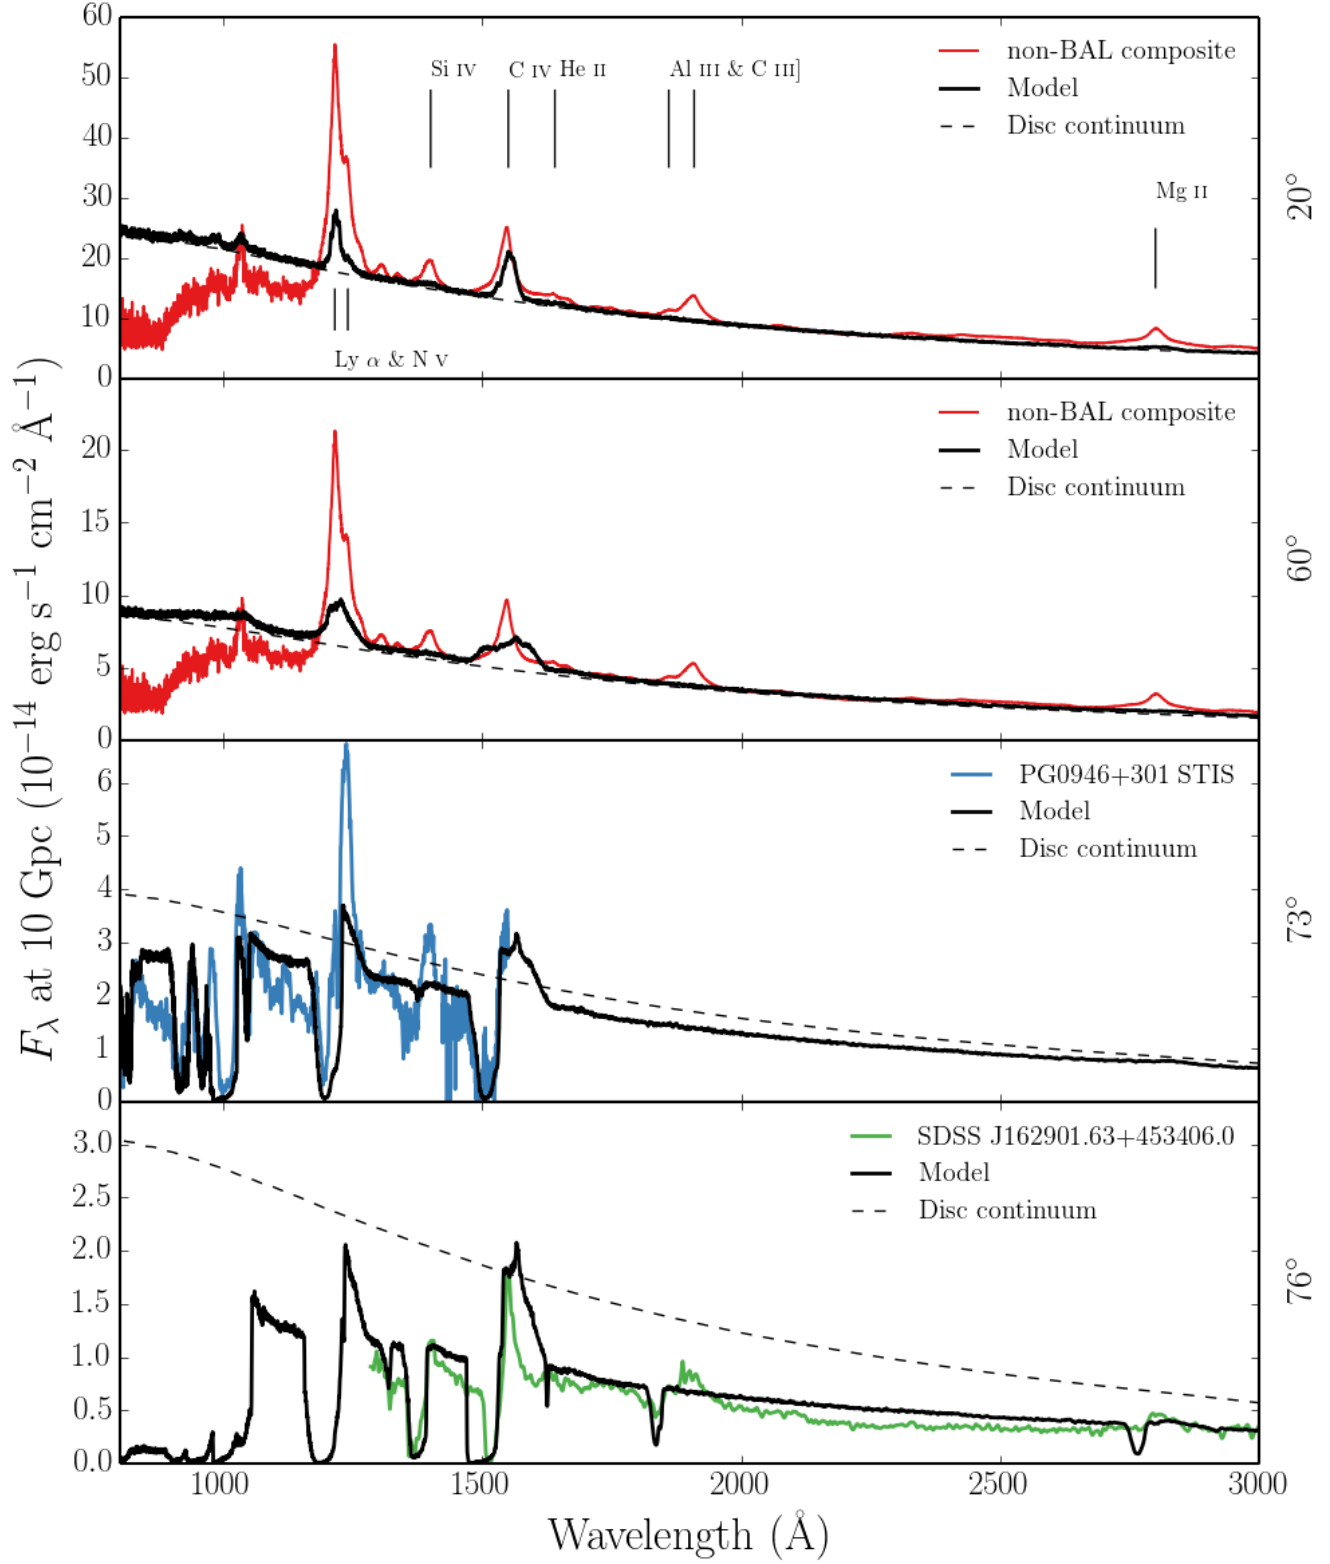 60
50
40
30
20
10
0
Si IV
C IV He II
Al III & C III]
Mg II
Ly α & N V
non-BAL composite
Model
Disc continuum
20°
20
15
10
5
0
non-BAL composite
Model
Disc continuum
60°
F_λ at 10 Gpc (10⁻¹⁴ erg s⁻¹ cm⁻² Å⁻¹)
6
5
4
3
2
1
0
PG0946+301 STIS
Model
Disc continuum
73°
3.0
2.5
2.0
1.5
1.0
0.5
0.0
SDSS J162901.63+453406.0
Model
Disc continuum
76°
1000 1500 2000 2500 3000
Wavelength (Å)